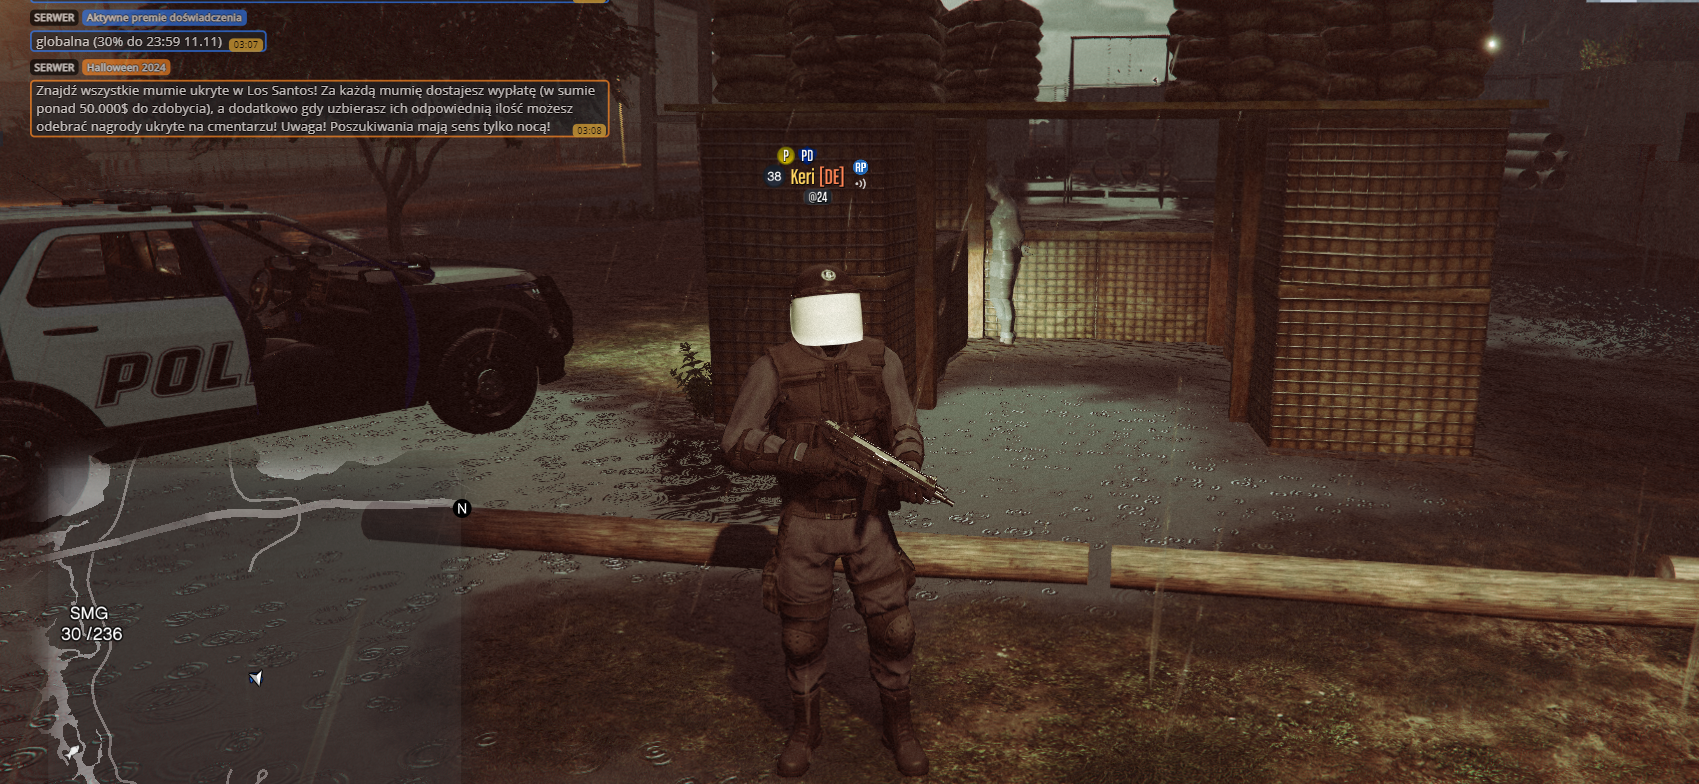 SERWER Aktywne premie doświadczenia
globalna (30% do 23:59 11.11) 03:07
SERWER Halloween 2024
Znajdź wszystkie mumie ukryte w Los Santos! Za każdą mumię dostajesz wypłatę (w sumie
ponad 50.000$ do zdobycia), a dodatkowo gdy uzbierasz ich odpowiednią ilość możesz
odebrać nagrody ukryte na cmentarzu! Uwaga! Poszukiwania mają sens tylko nocą! 03:08
P PD
38 Keri [DE] RP
@24
POLI
N
SMG
30 /236